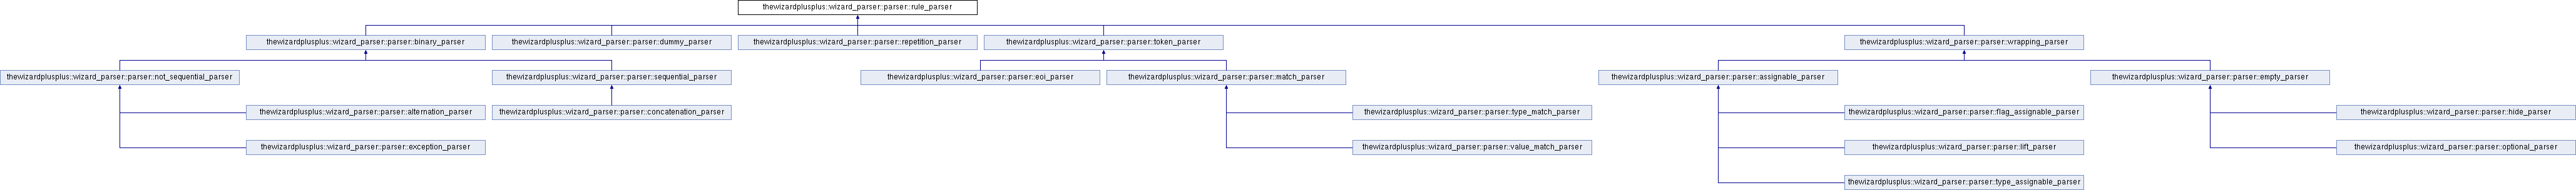 thewizardplusplus::wizard_parser::parser::rule_parser
thewizardplusplus::wizard_parser::parser::binary_parser
thewizardplusplus::wizard_parser::parser::dummy_parser
thewizardplusplus::wizard_parser::parser::repetition_parser
thewizardplusplus::wizard_parser::parser::token_parser
thewizardplusplus::wizard_parser::parser::wrapping_parser
thewizardplusplus::wizard_parser::parser::not_sequential_parser
thewizardplusplus::wizard_parser::parser::sequential_parser
thewizardplusplus::wizard_parser::parser::eoi_parser
thewizardplusplus::wizard_parser::parser::match_parser
thewizardplusplus::wizard_parser::parser::assignable_parser
thewizardplusplus::wizard_parser::parser::empty_parser
thewizardplusplus::wizard_parser::parser::alternation_parser
thewizardplusplus::wizard_parser::parser::concatenation_parser
thewizardplusplus::wizard_parser::parser::type_match_parser
thewizardplusplus::wizard_parser::parser::flag_assignable_parser
thewizardplusplus::wizard_parser::parser::hide_parser
thewizardplusplus::wizard_parser::parser::exception_parser
thewizardplusplus::wizard_parser::parser::value_match_parser
thewizardplusplus::wizard_parser::parser::lift_parser
thewizardplusplus::wizard_parser::parser::optional_parser
thewizardplusplus::wizard_parser::parser::type_assignable_parser